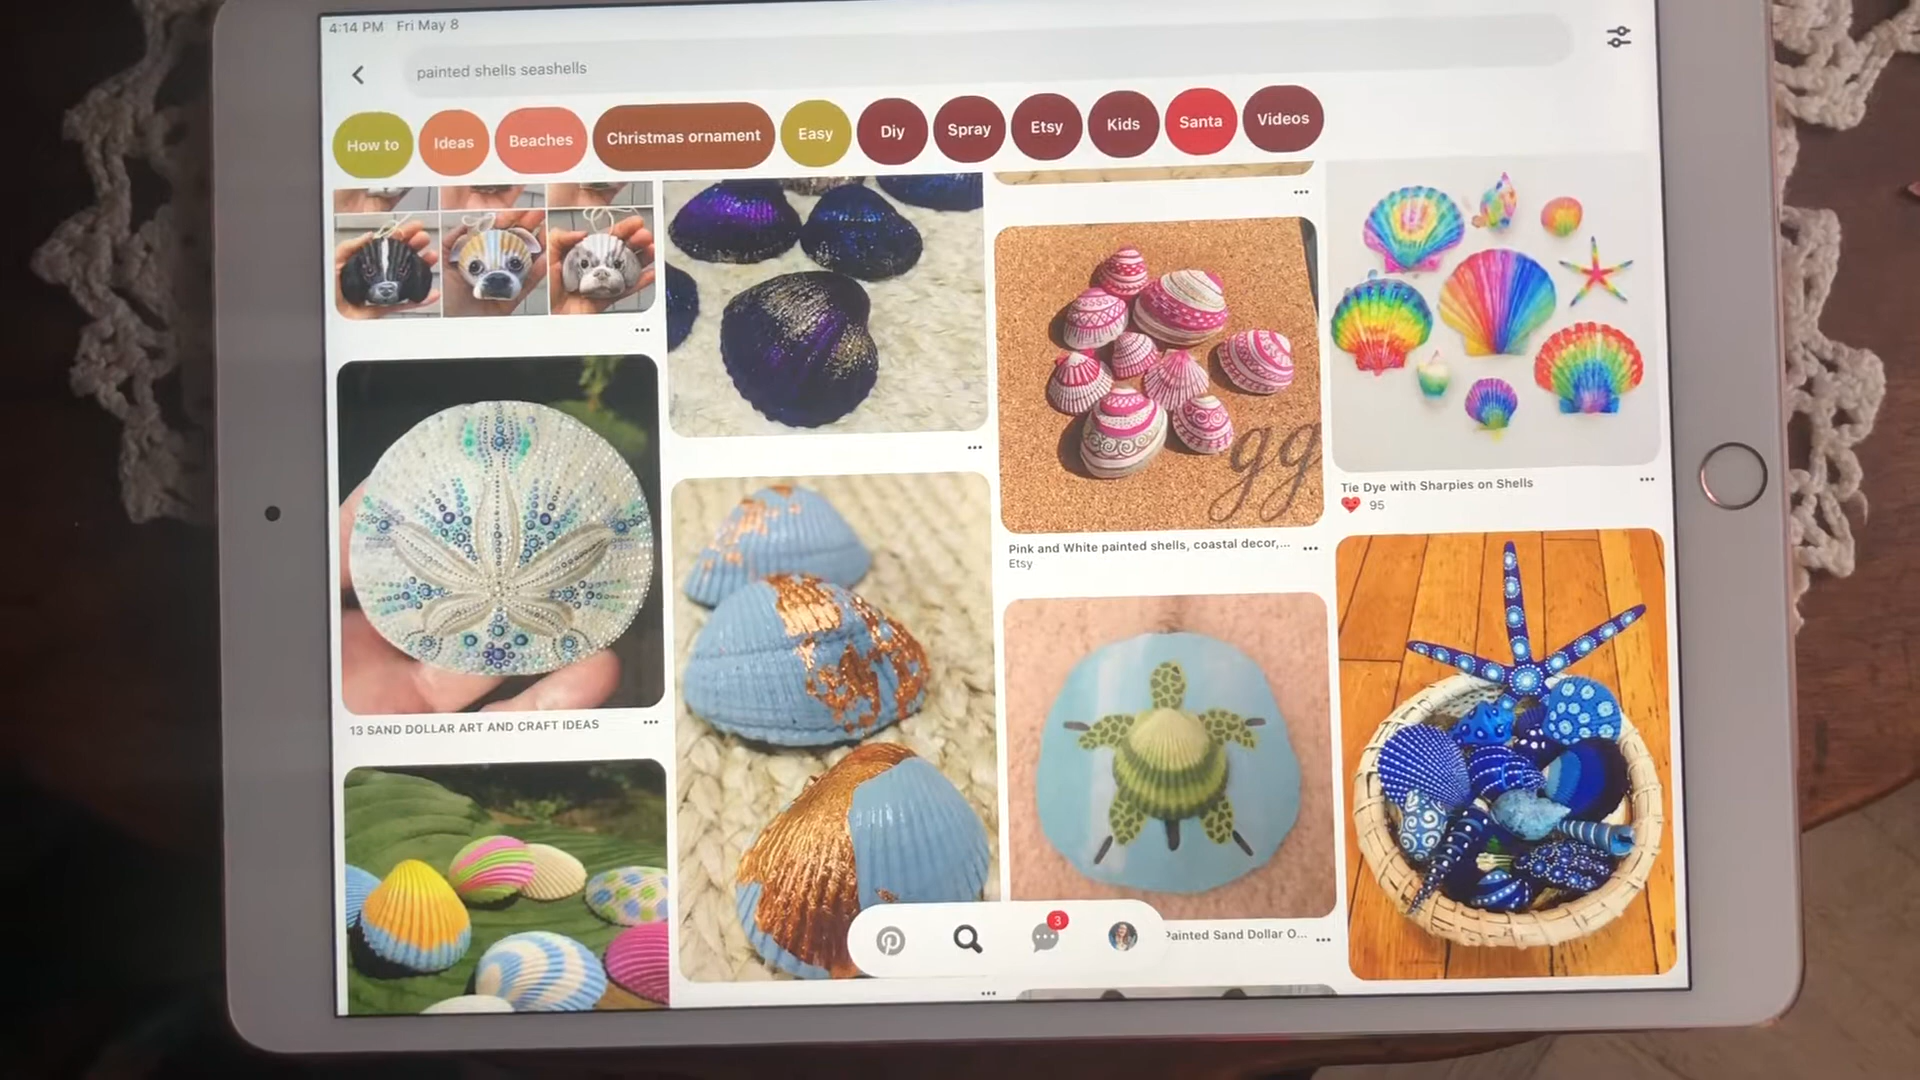 4:14 PM Fri May 8
painted shells seashells
How to
Ideas
Beaches
Christmas ornament
Easy
Diy
Spray
Etsy
Kids
Santa
Videos
gg
Tie Dye with Sharpies on Shells
95
Pink and White painted shells, coastal decor,...
Etsy
13 SAND DOLLAR ART AND CRAFT IDEAS
3
Painted Sand Dollar O...